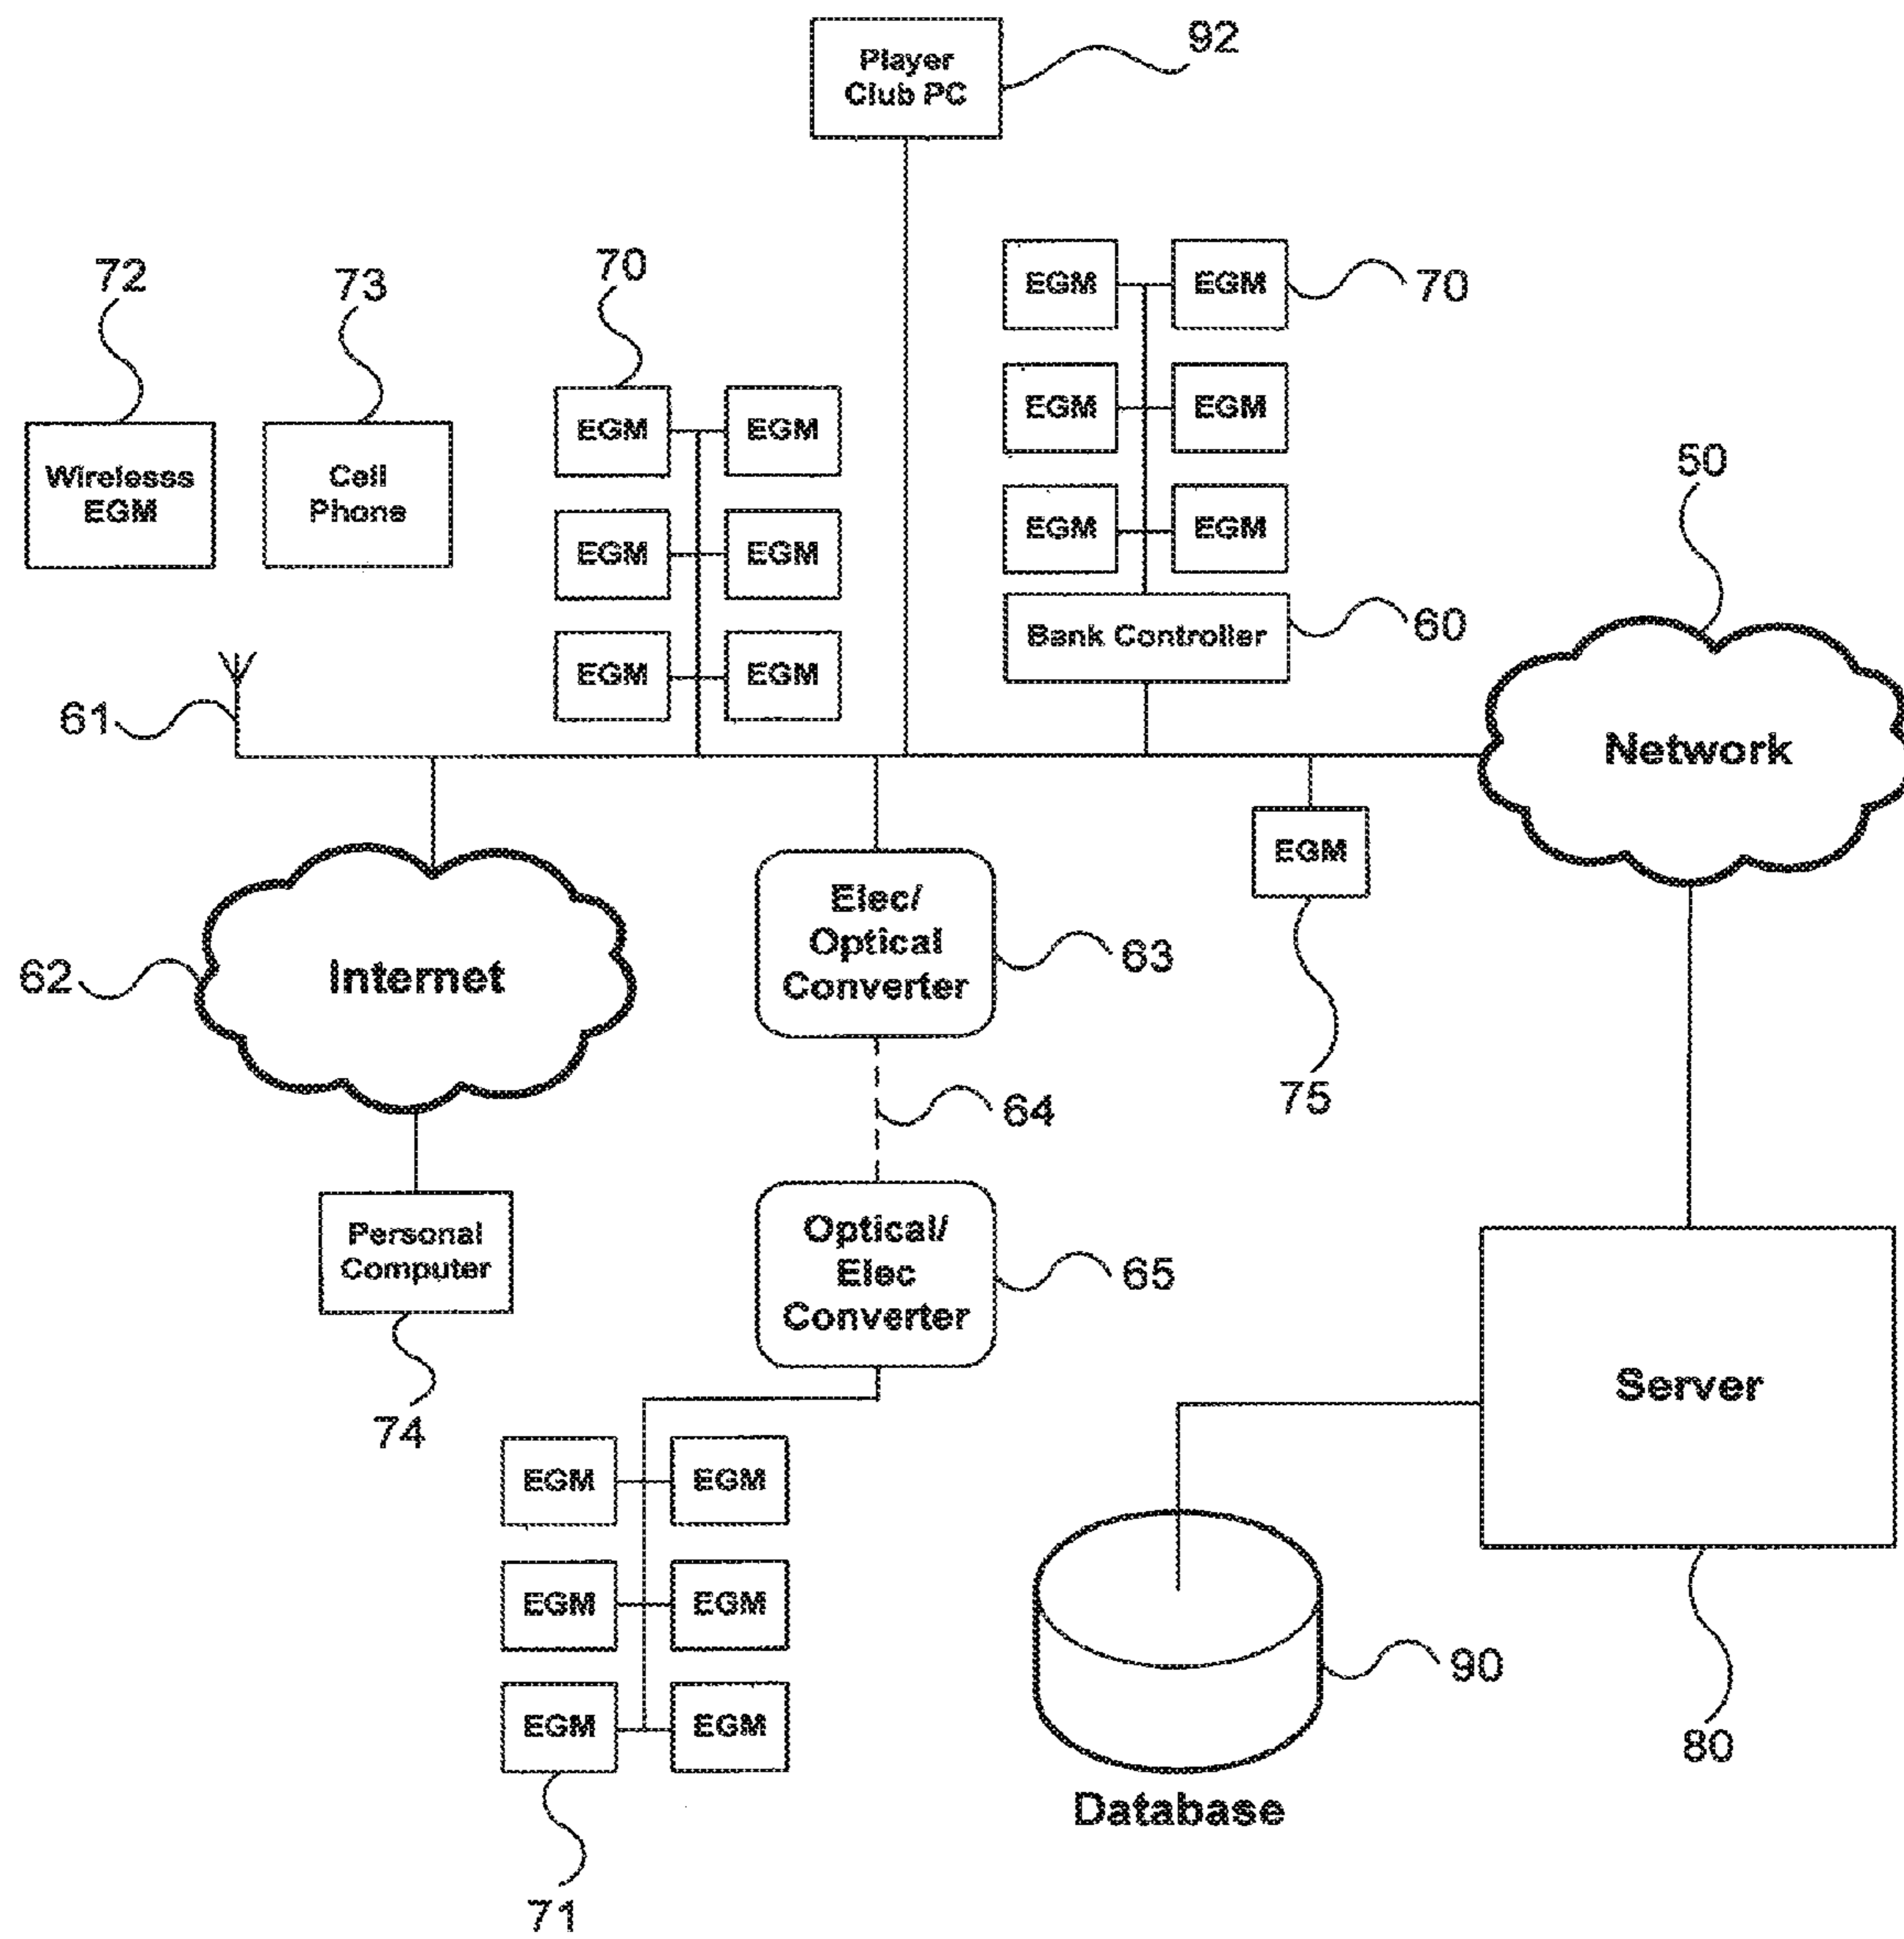 92
Player
Club PC
72
73
70
EGM
EGM
70
EGM
EGM
EGM
EGM
Bank Controller
60
50
Wirelesss
EGM
Cell
Phone
EGM
EGM
EGM
EGM
EGM
EGM
61
Network
62
Internet
Elec/
Optical
Converter
63
EGM
75
64
Personal
Computer
74
Optical/
Elec
Converter
65
Server
80
EGM
EGM
EGM
EGM
EGM
EGM
71
90
Database